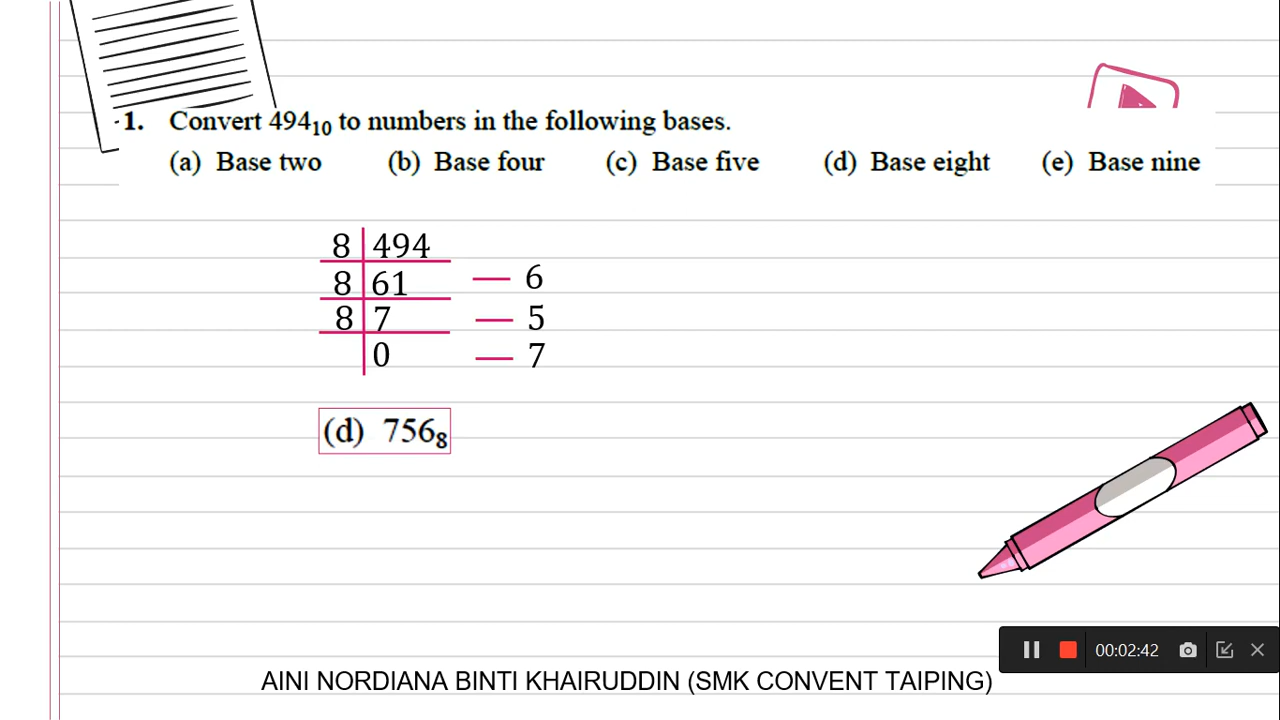 1. Convert 494₁₀ to numbers in the following bases.
(a) Base two (b) Base four (c) Base five (d) Base eight (e) Base nine
8 494
8 61 — 6
8 7 — 5
0 — 7
(d) 756₈
00:02:42
AINI NORDIANA BINTI KHAIRUDDIN (SMK CONVENT TAIPING)